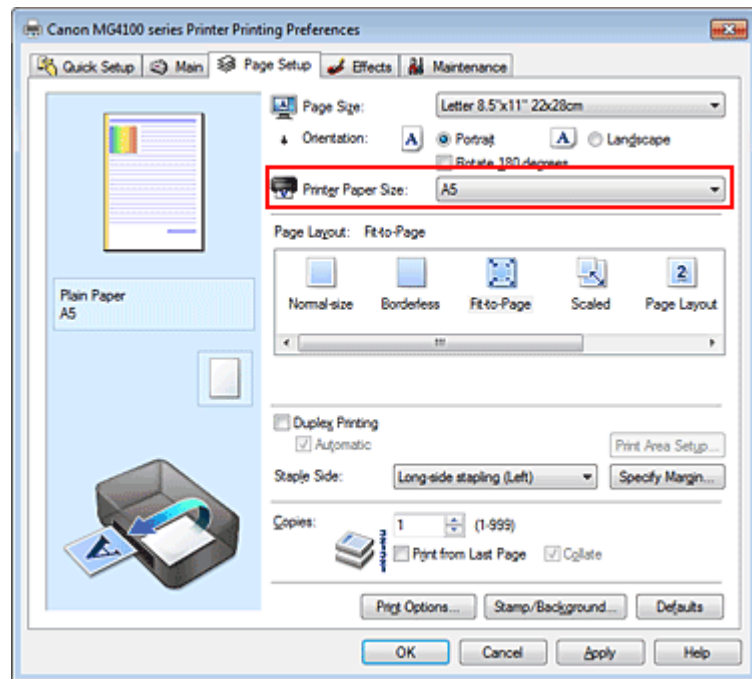 Canon MG4100 series Printer Printing Preferences
Quick Setup Main Page Setup Effects Maintenance
Page Size: Letter 8.5"x11" 22x28cm
Orientation: A Portrait A Landscape
Rotate 180 degrees
Printer Paper Size: A5
Page Layout: Fit-to-Page
Normal-size Borderless Fit-to-Page Scaled Page Layout
Plain Paper
A5
Duplex Printing
Automatic
Print Area Setup...
Staple Side: Long-side stapling (Left) Specify Margin...
Copies: 1 (1-999)
Print from Last Page Collate
Print Options... Stamp/Background... Defaults
OK Cancel Apply Help